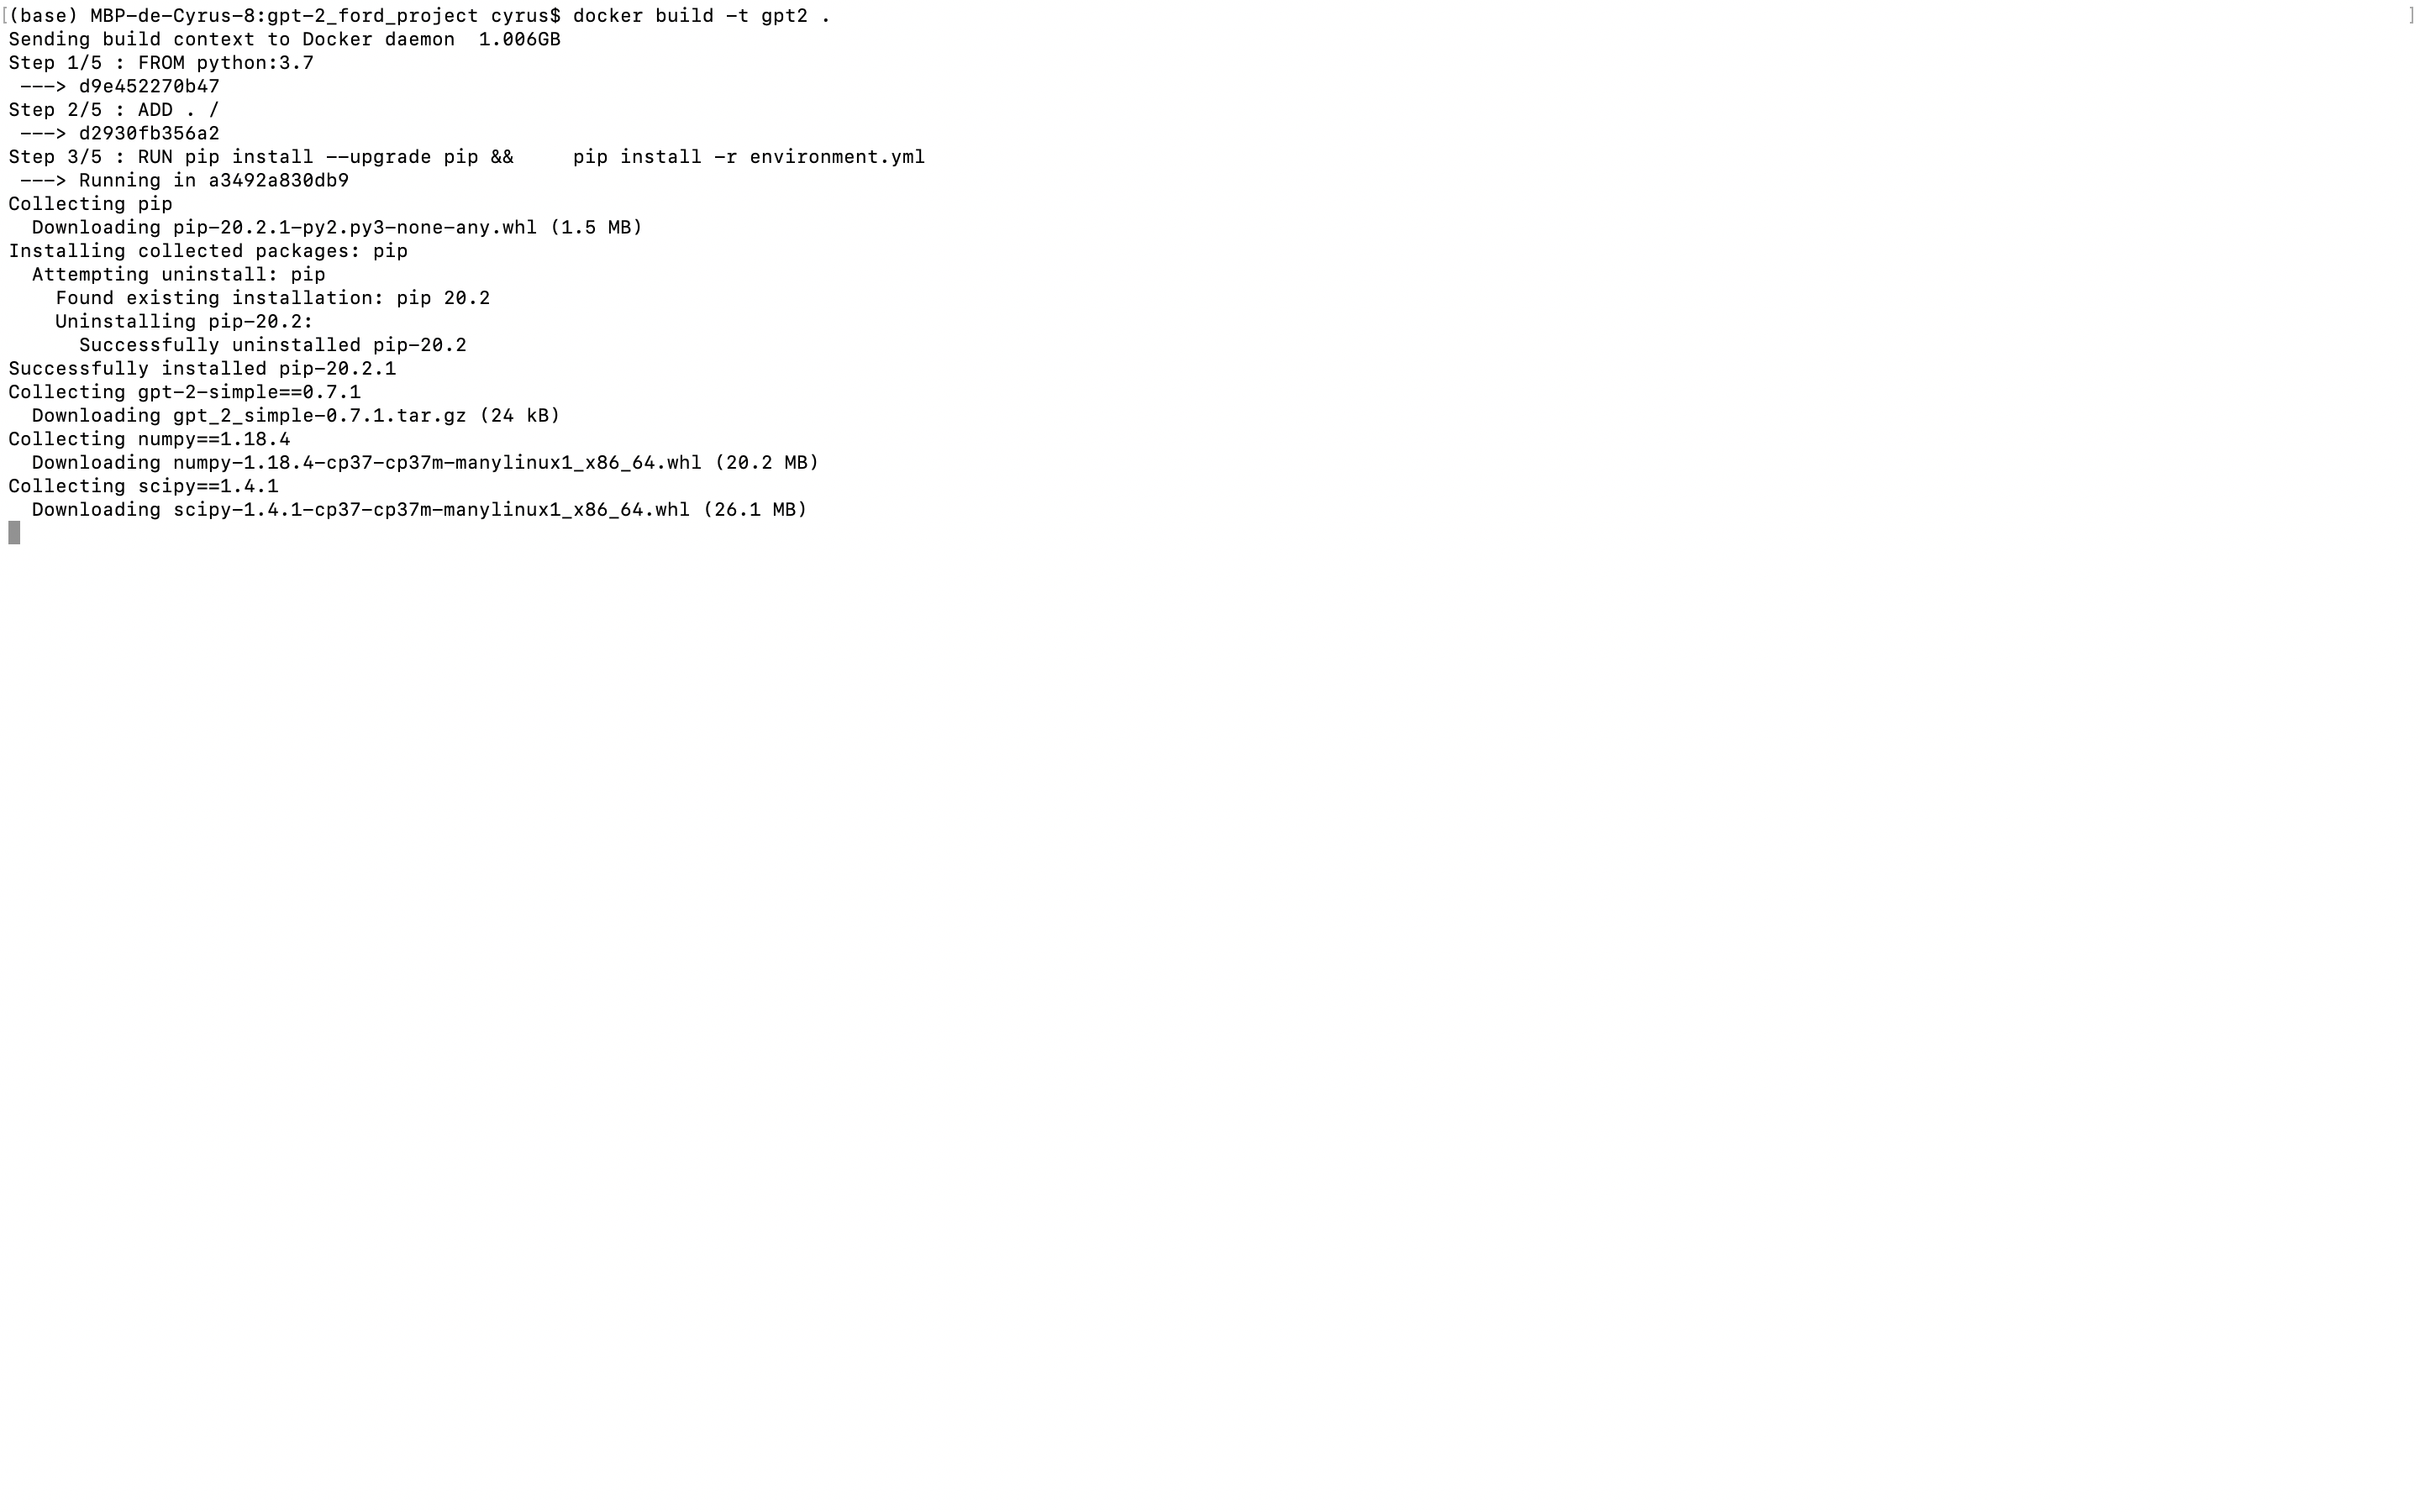 [(base) MBP-de-Cyrus-8:gpt-2_ford_project cyrus$ docker build -t gpt2 . ]
Sending build context to Docker daemon  1.006GB
Step 1/5 : FROM python:3.7
 ---> d9e452270b47
Step 2/5 : ADD . /
 ---> d2930fb356a2
Step 3/5 : RUN pip install --upgrade pip &&     pip install -r environment.yml
 ---> Running in a3492a830db9
Collecting pip
  Downloading pip-20.2.1-py2.py3-none-any.whl (1.5 MB)
Installing collected packages: pip
  Attempting uninstall: pip
    Found existing installation: pip 20.2
    Uninstalling pip-20.2:
      Successfully uninstalled pip-20.2
Successfully installed pip-20.2.1
Collecting gpt-2-simple==0.7.1
  Downloading gpt_2_simple-0.7.1.tar.gz (24 kB)
Collecting numpy==1.18.4
  Downloading numpy-1.18.4-cp37-cp37m-manylinux1_x86_64.whl (20.2 MB)
Collecting scipy==1.4.1
  Downloading scipy-1.4.1-cp37-cp37m-manylinux1_x86_64.whl (26.1 MB)